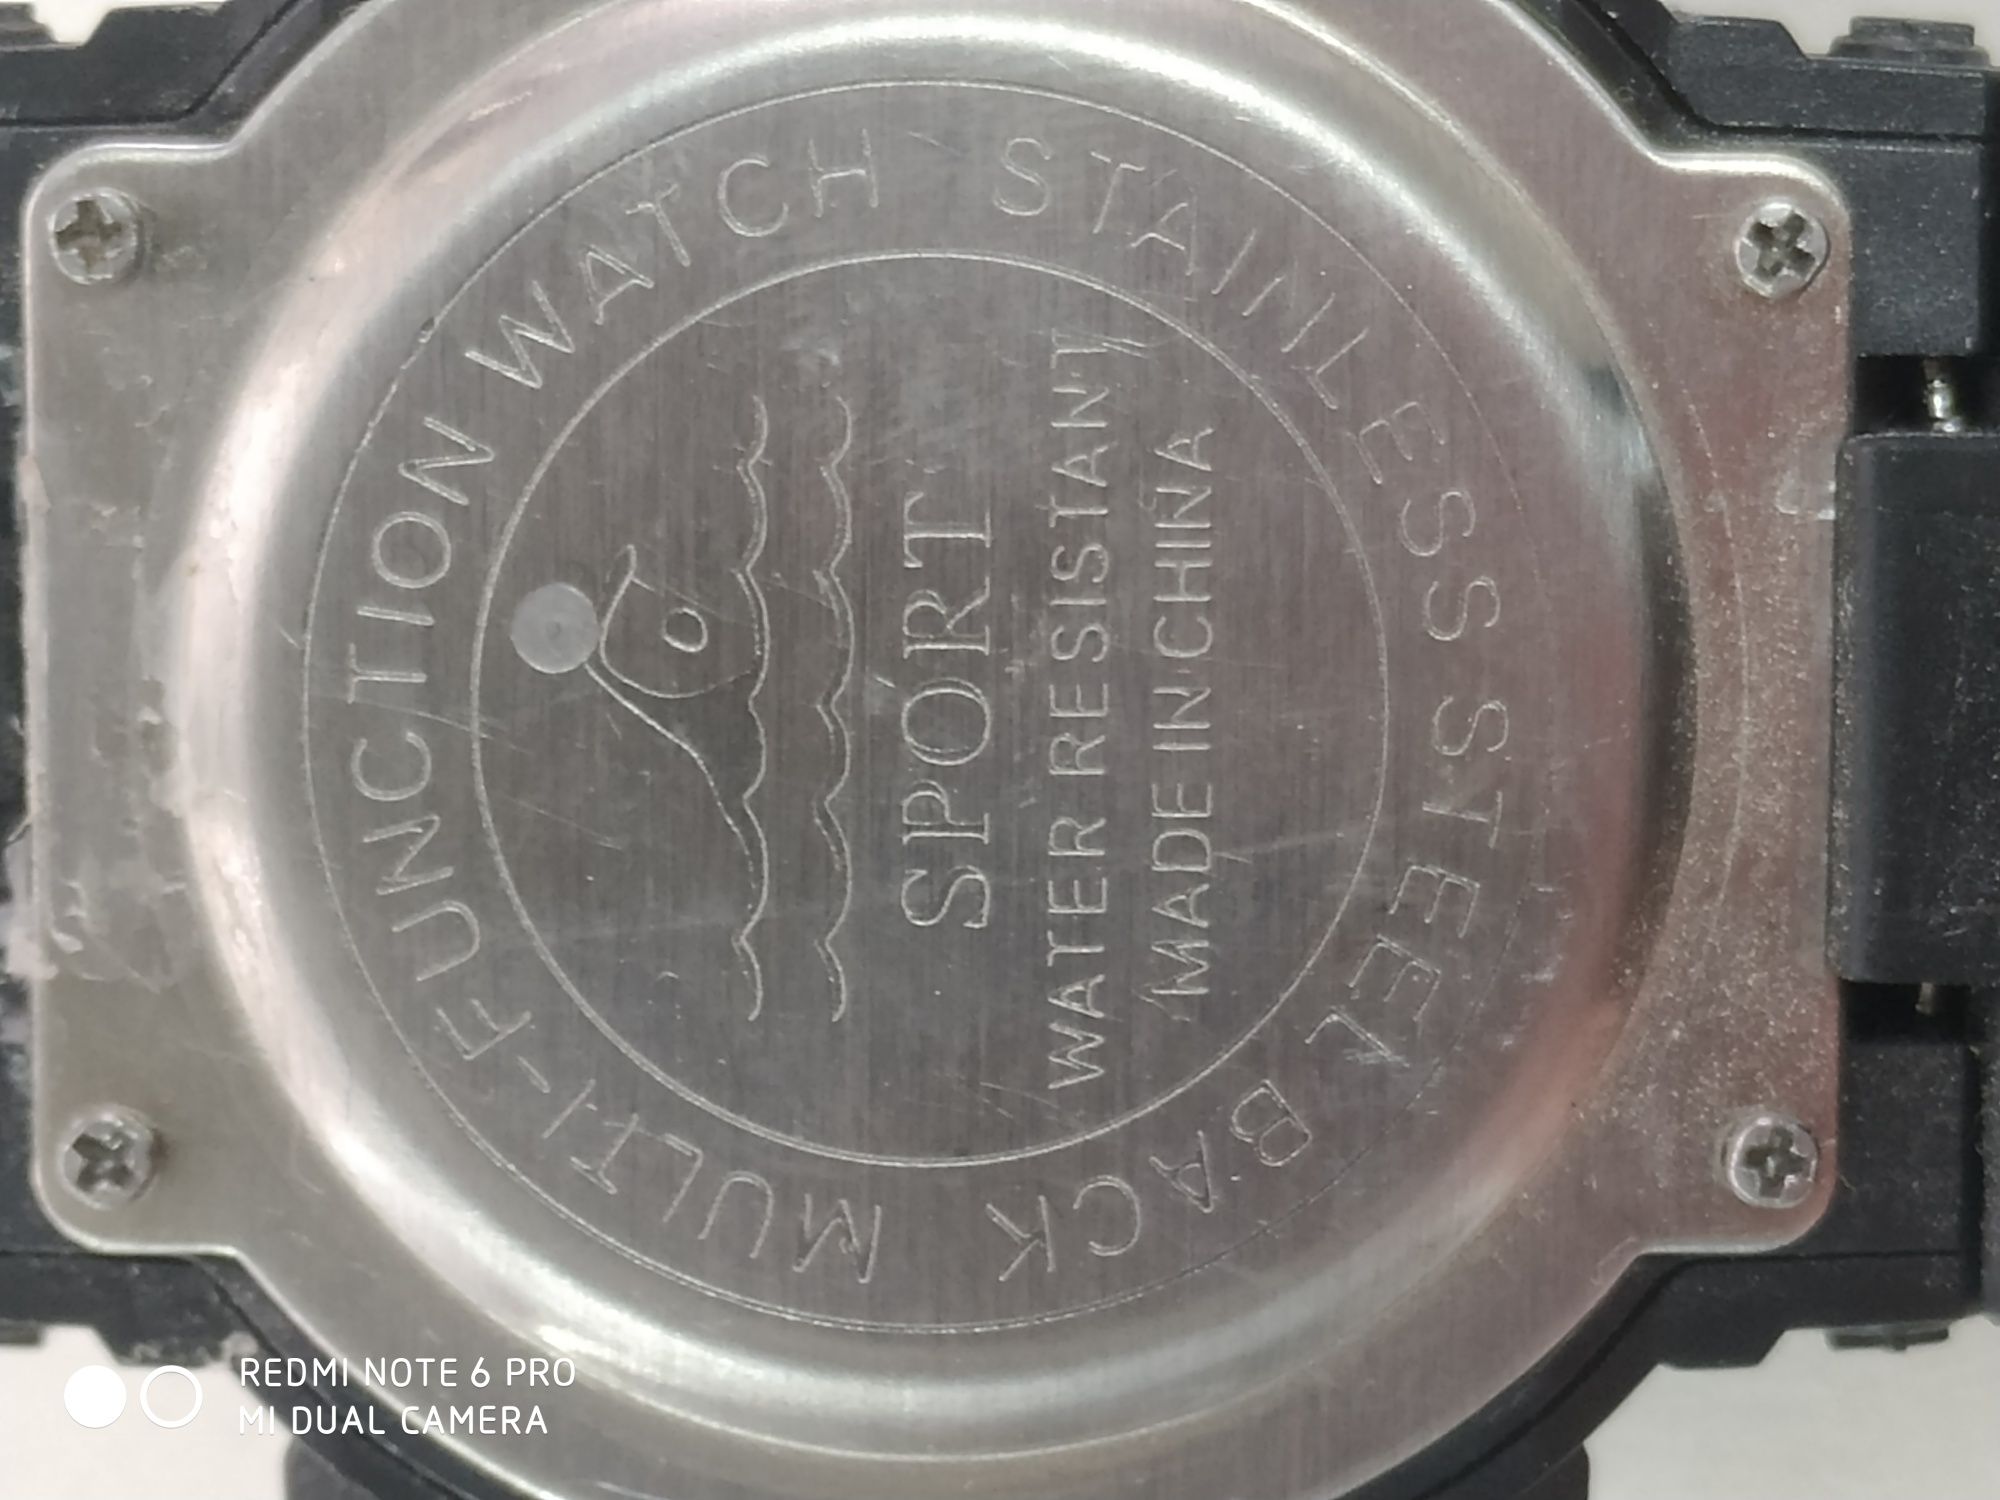 MULTI-FUNCTION WATCH STAINLESS STEEL BACK
SPORT
WATER RESISTANT
MADE IN CHINA
REDMI NOTE 6 PRO
MI DUAL CAMERA